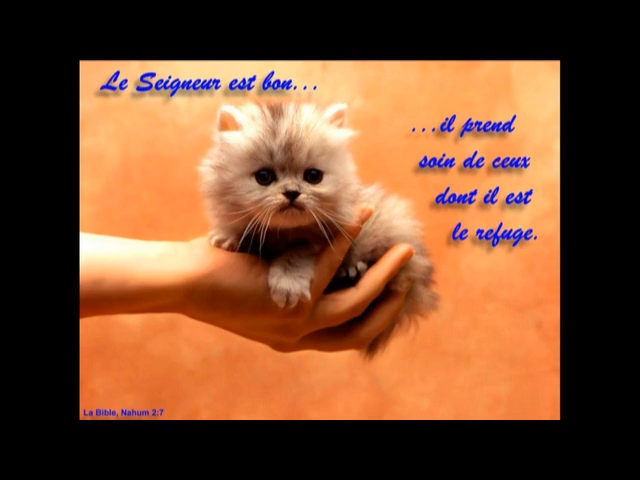 Le Seigneur est bon...
...il prend
soin de ceux
dont il est
le refuge.
La Bible, Nahum 2:7